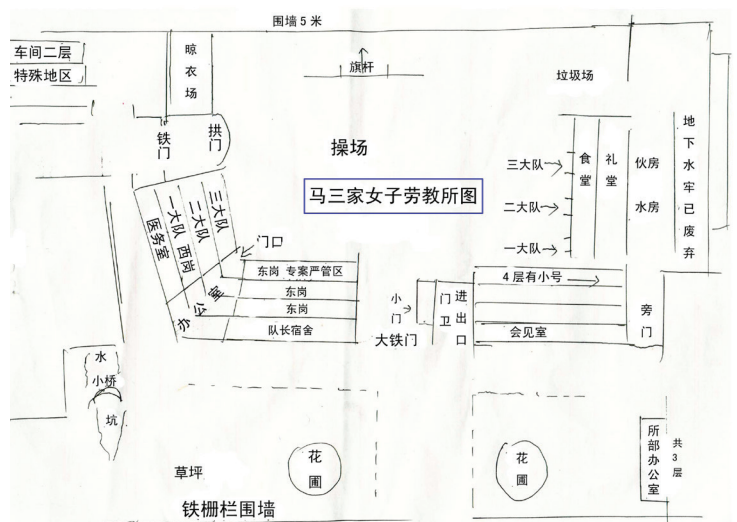 围墙5米
车间二层
特殊地区
晾衣场
旗杆
垃圾场
铁门
拱门
操场
马三家女子劳教所图
三大队
二大队
一大队
食堂
礼堂
伙房
水房
地下水牢已废弃
三大队
二大队
一大队 西岗
医务室
门口
办公室
东岗 专案严管区
东岗
东岗
队长宿舍
小门
大铁门
门卫
进出口
4层有小号
会见室
旁门
水
小桥
坑
草坪
花圃
花圃
所部办公室
共3层
铁栅栏围墙